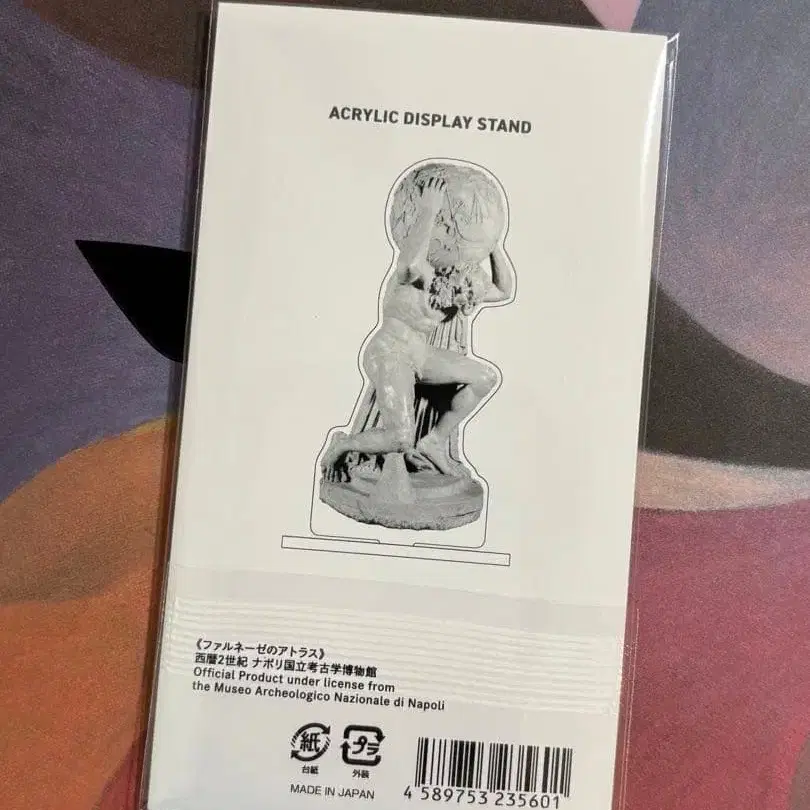 ACRYLIC DISPLAY STAND
《ファルネーゼのアトラス》
西暦2世紀 ナポリ国立考古学博物館
Official Product under license from
the Museo Archeologico Nazionale di Napoli
紙 プラ
台紙 外装
MADE IN JAPAN
4 589753 235601